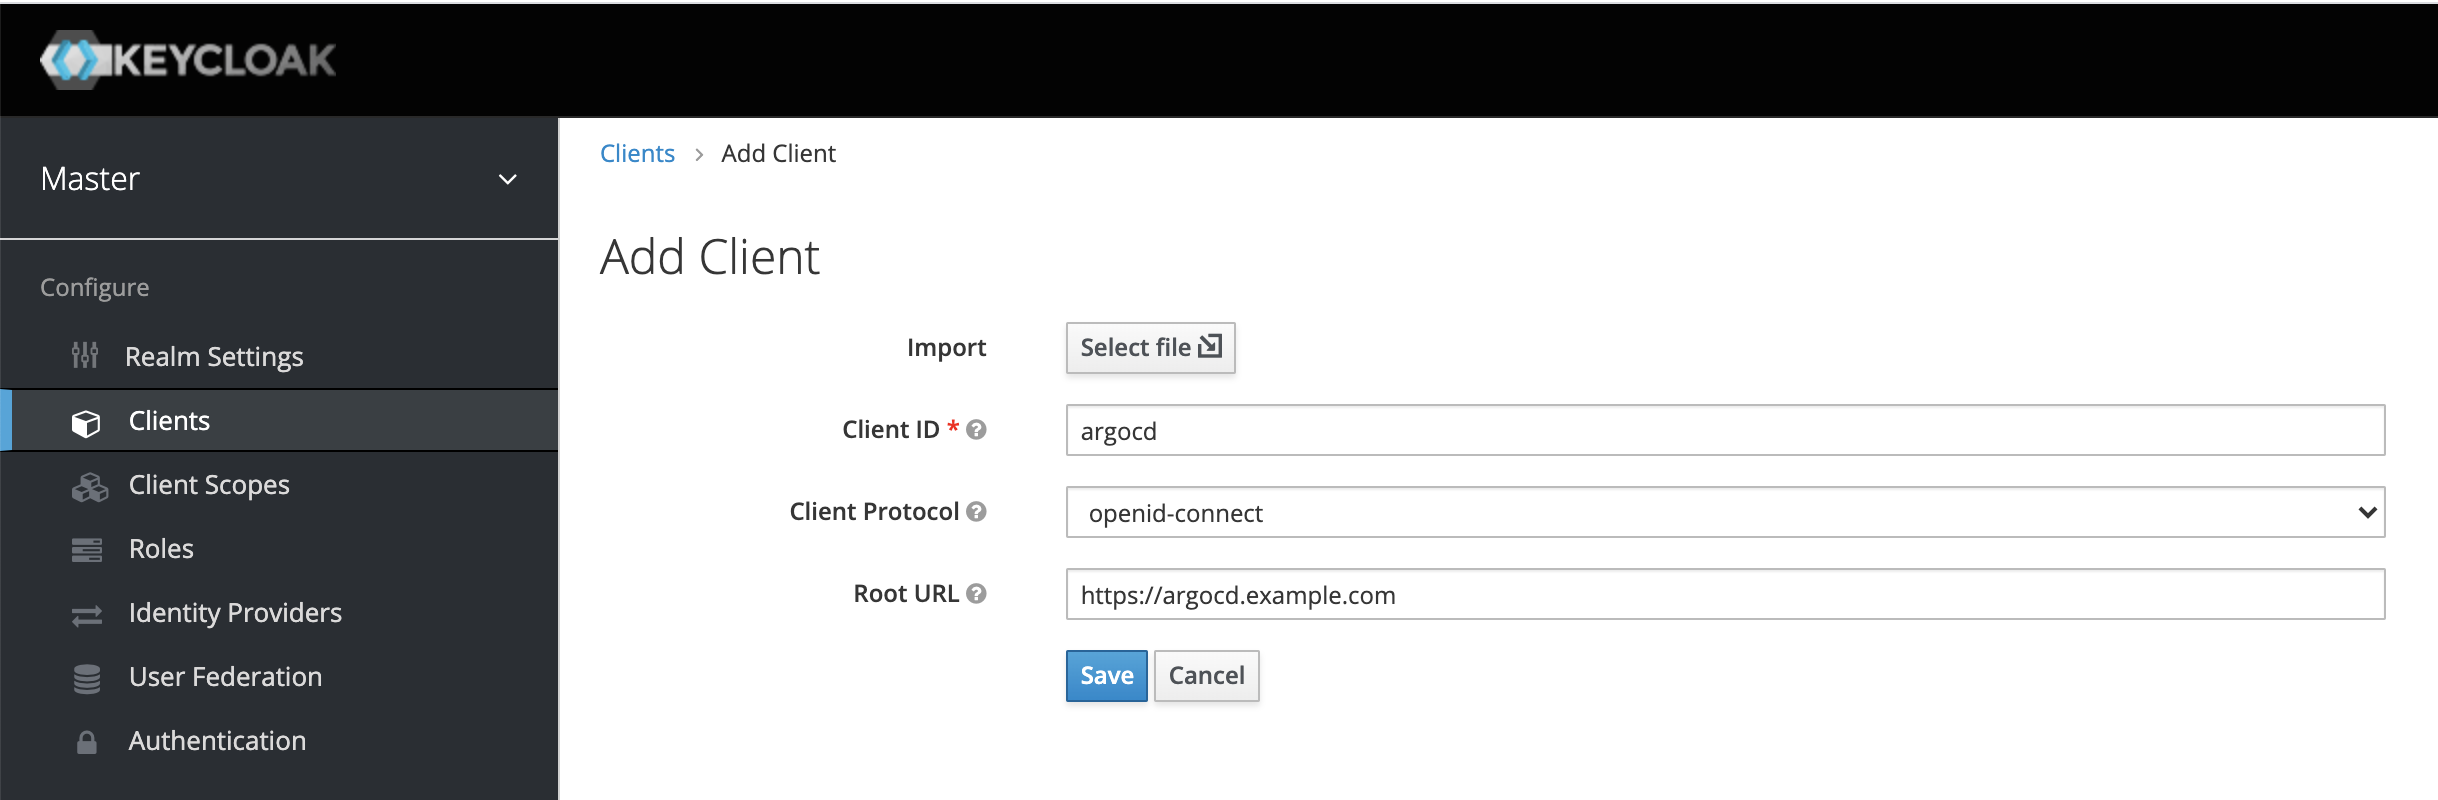 KEYCLOAK
Master
Configure
Realm Settings
Clients
Client Scopes
Roles
Identity Providers
User Federation
Authentication
Clients > Add Client
Add Client
Import Select file
Client ID * argocd
Client Protocol openid-connect
Root URL https://argocd.example.com
Save Cancel